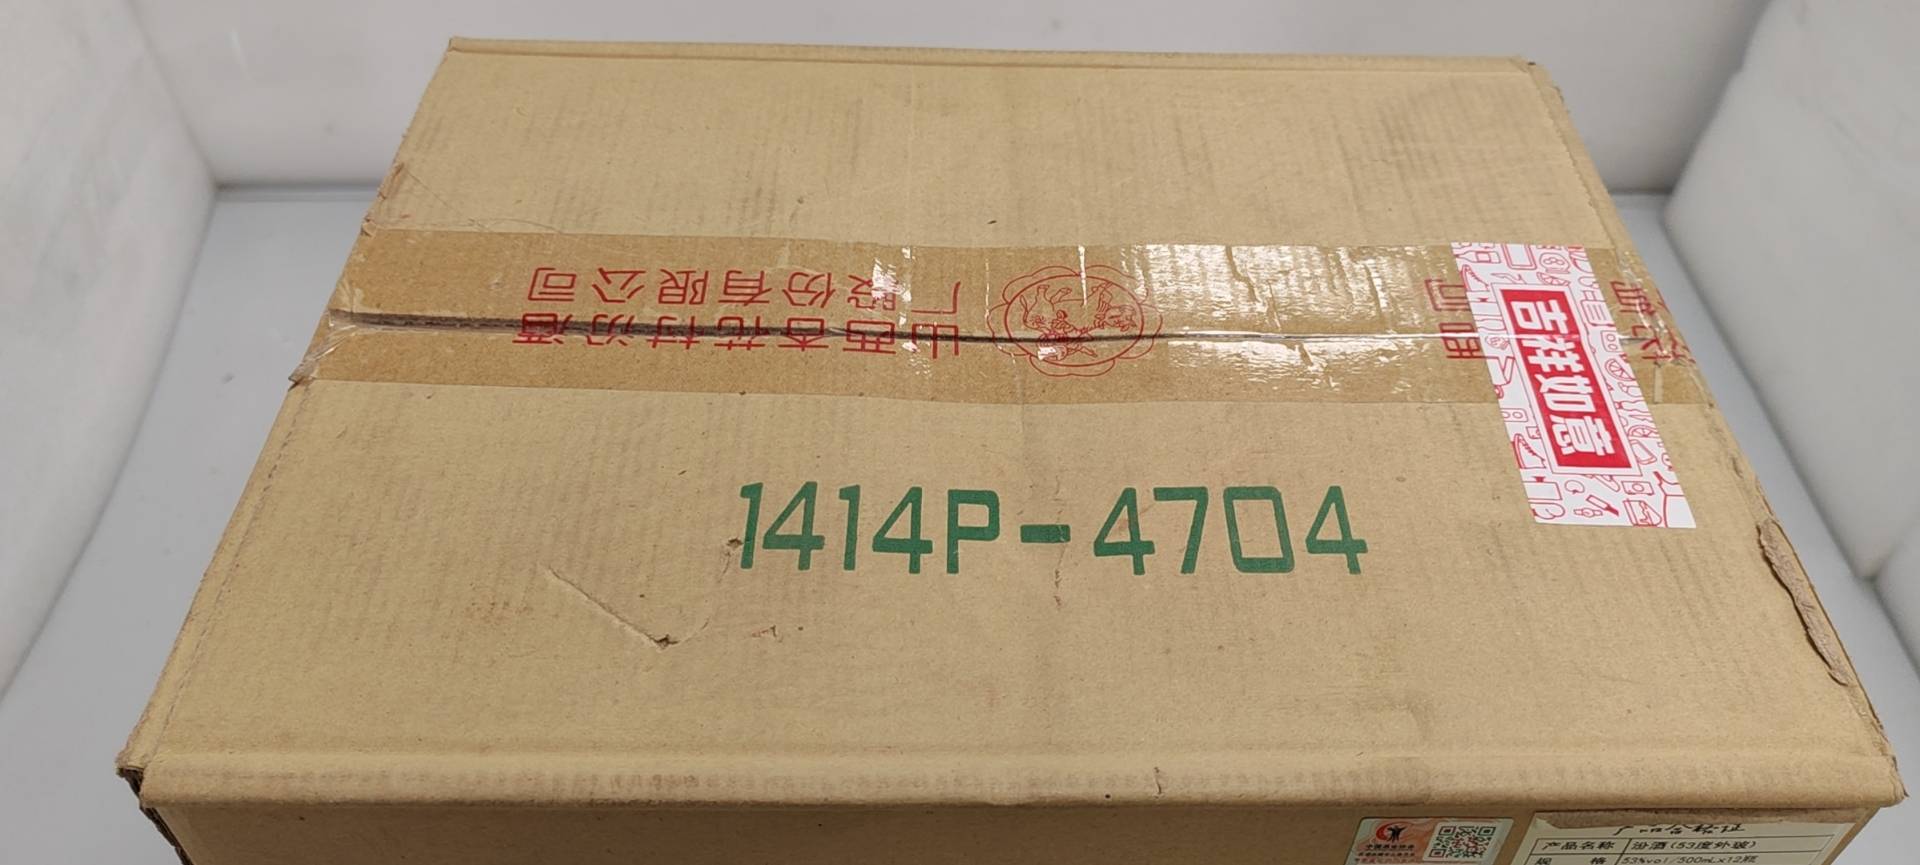 山西杏花村汾酒
厂股份有限公司
司
吉祥如意
1414P-4704
产品合格证
产品名称 汾酒(53度外玻)
规 格 53%vol/500mL×12瓶